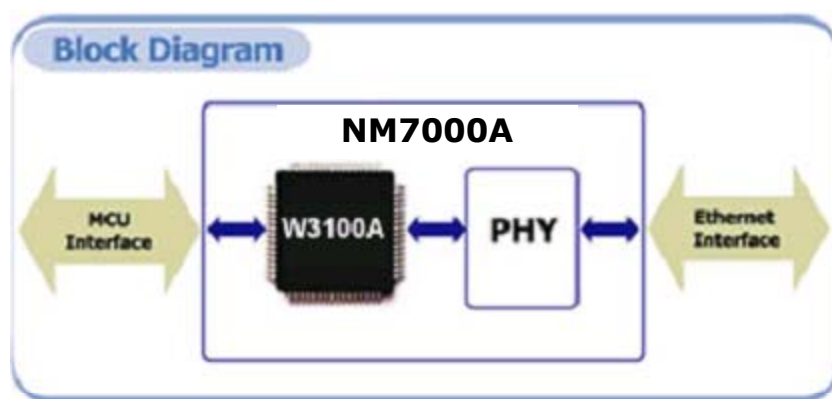 Block Diagram
NM7000A
MCU
Interface
W3100A
PHY
Ethernet
Interface